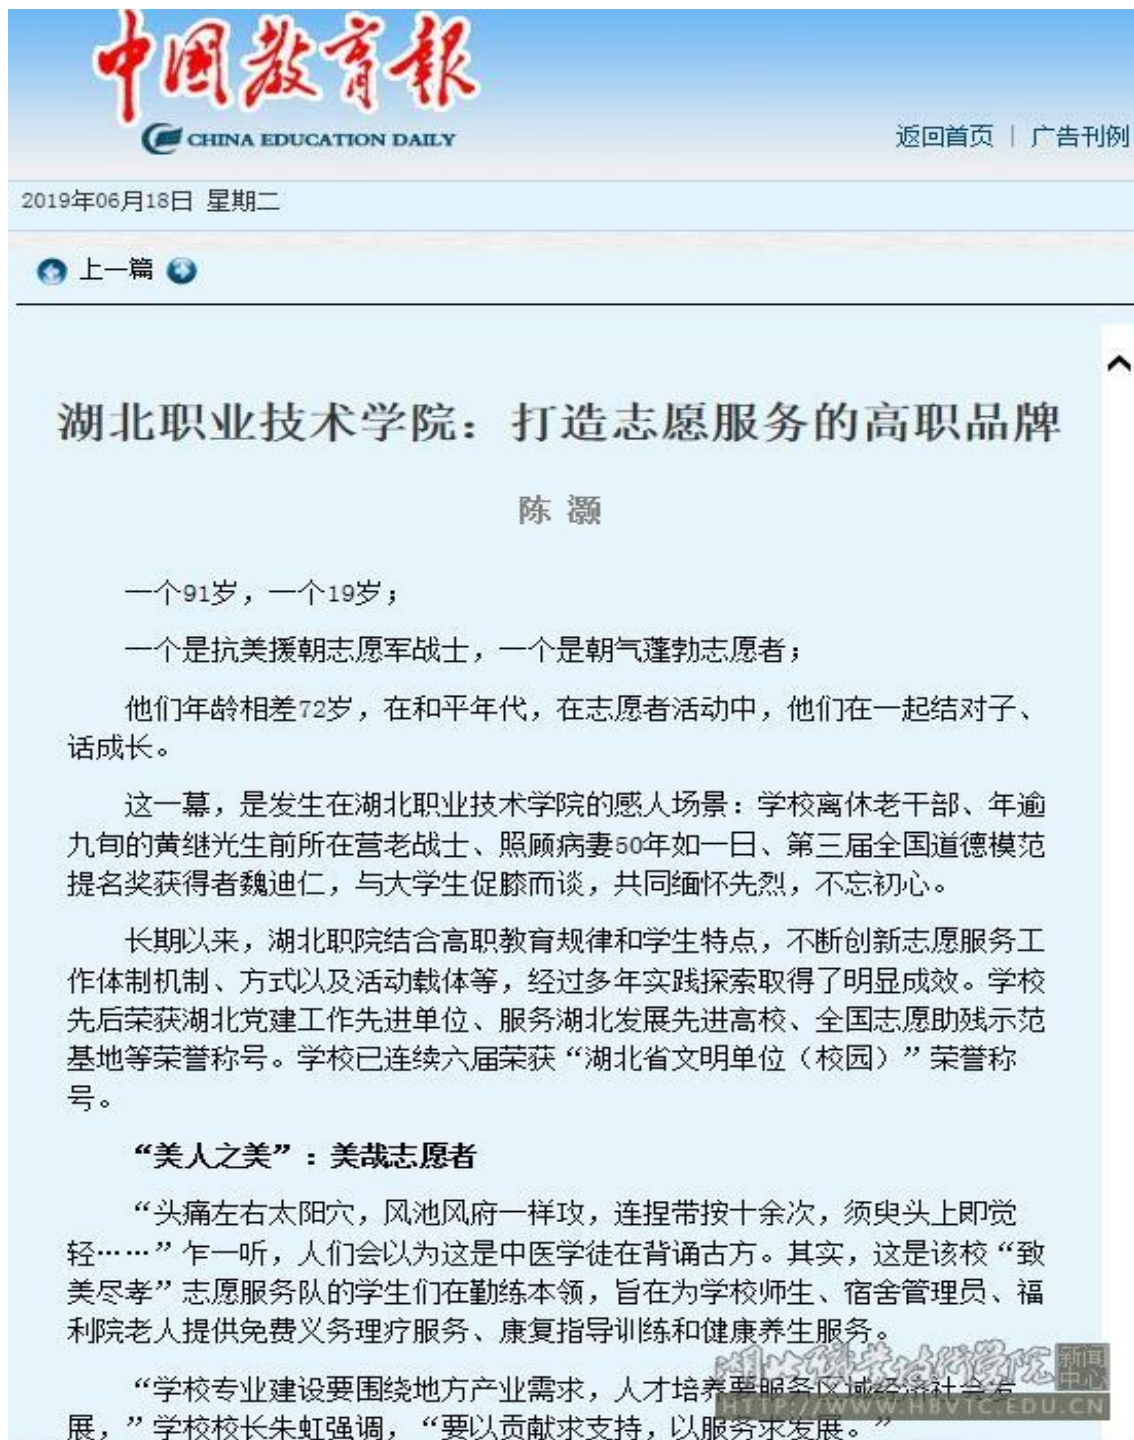 中国教育報
CHINA EDUCATION DAILY
返回首页 | 广告刊例
2019年06月18日 星期二
上一篇
湖北职业技术学院：打造志愿服务的高职品牌
陈 灏
一个91岁，一个19岁；
一个是抗美援朝志愿军战士，一个是朝气蓬勃志愿者；
他们年龄相差72岁，在和平年代，在志愿者活动中，他们在一起结对子、
话成长。
这一幕，是发生在湖北职业技术学院的感人场景：学校离休老干部、年逾
九旬的黄继光生前所在营老战士、照顾病妻50年如一日、第三届全国道德模范
提名奖获得者魏迪仁，与大学生促膝而谈，共同缅怀先烈，不忘初心。
长期以来，湖北职院结合高职教育规律和学生特点，不断创新志愿服务工
作体制机制、方式以及活动载体等，经过多年实践探索取得了明显成效。学校
先后荣获湖北党建工作先进单位、服务湖北发展先进高校、全国志愿助残示范
基地等荣誉称号。学校已连续六届荣获“湖北省文明单位（校园）”荣誉称
号。
“美人之美”：美哉志愿者
“头痛左右太阳穴，风池风府一样攻，连捏带按十余次，须臾头上即觉
轻……”乍一听，人们会以为这是中医学徒在背诵古方。其实，这是该校“致
美尽孝”志愿服务队的学生们在勤练本领，旨在为学校师生、宿舍管理员、福
利院老人提供免费义务理疗服务、康复指导训练和健康养生服务。
“学校专业建设要围绕地方产业需求，人才培养要服务区域经济社会发
展，”学校校长朱虹强调，“要以贡献求支持，以服务求发展。”
湖北职业技术学院 新闻中心
HTTP://WWW.HBVTC.EDU.CN